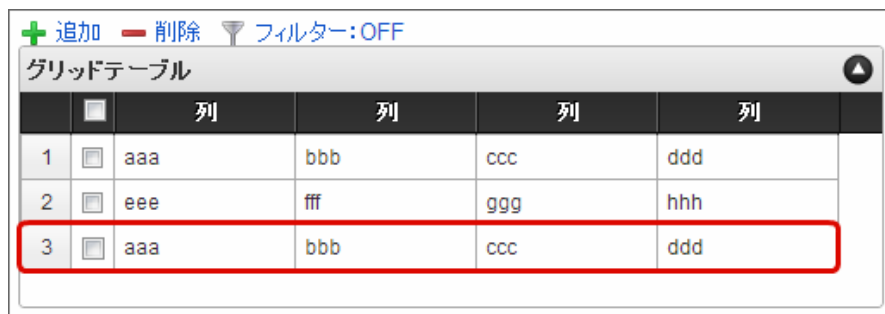 追加 削除 フィルター:OFF
グリッドテーブル
列 列 列 列
1 aaa bbb ccc ddd
2 eee fff ggg hhh
3 aaa bbb ccc ddd